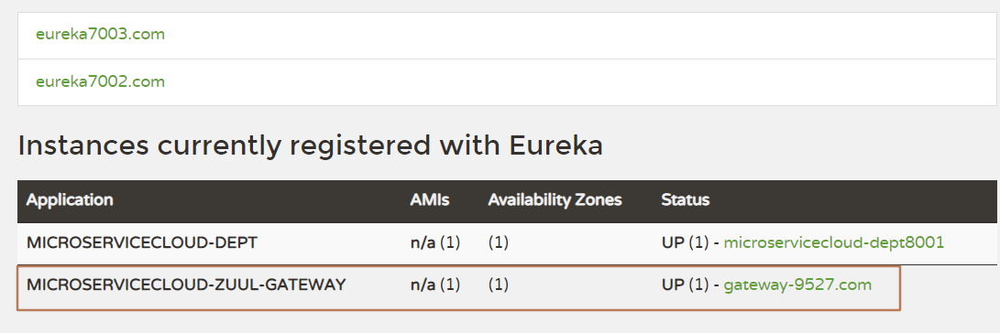 eureka7003.com
eureka7002.com
Instances currently registered with Eureka
Application AMIs Availability Zones Status
MICROSERVICECLOUD-DEPT n/a (1) (1) UP (1) - microservicecloud-dept8001
MICROSERVICECLOUD-ZUUL-GATEWAY n/a (1) (1) UP (1) - gateway-9527.com